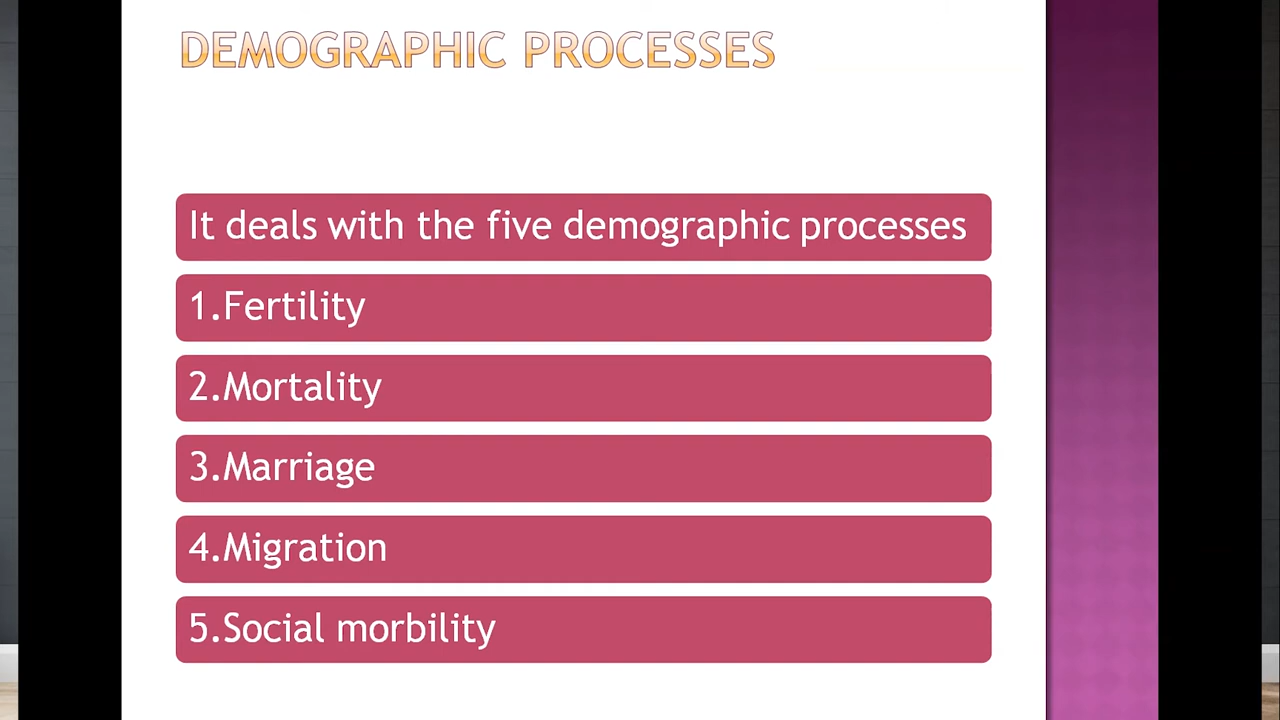 DEMOGRAPHIC PROCESSES
It deals with the five demographic processes
1.Fertility
2.Mortality
3.Marriage
4.Migration
5.Social morbility